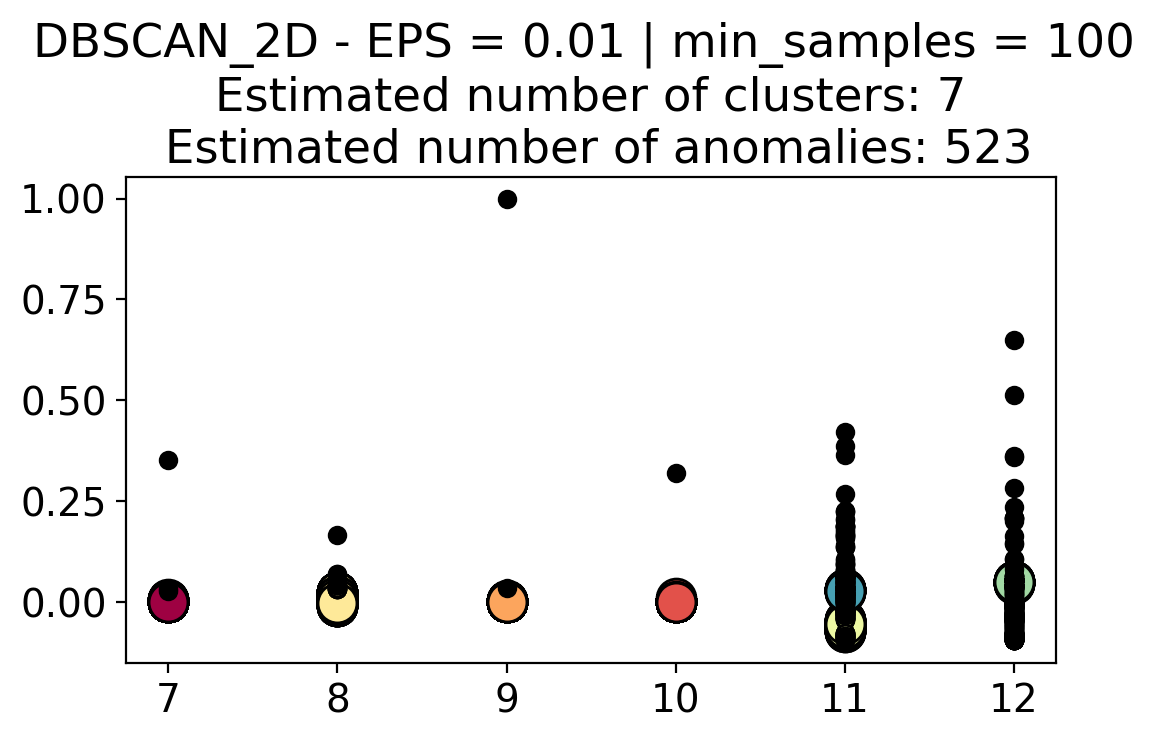 DBSCAN_2D - EPS = 0.01 | min_samples = 100
Estimated number of clusters: 7
Estimated number of anomalies: 523
1.00
0.75
0.50
0.25
0.00
7 8 9 10 11 12